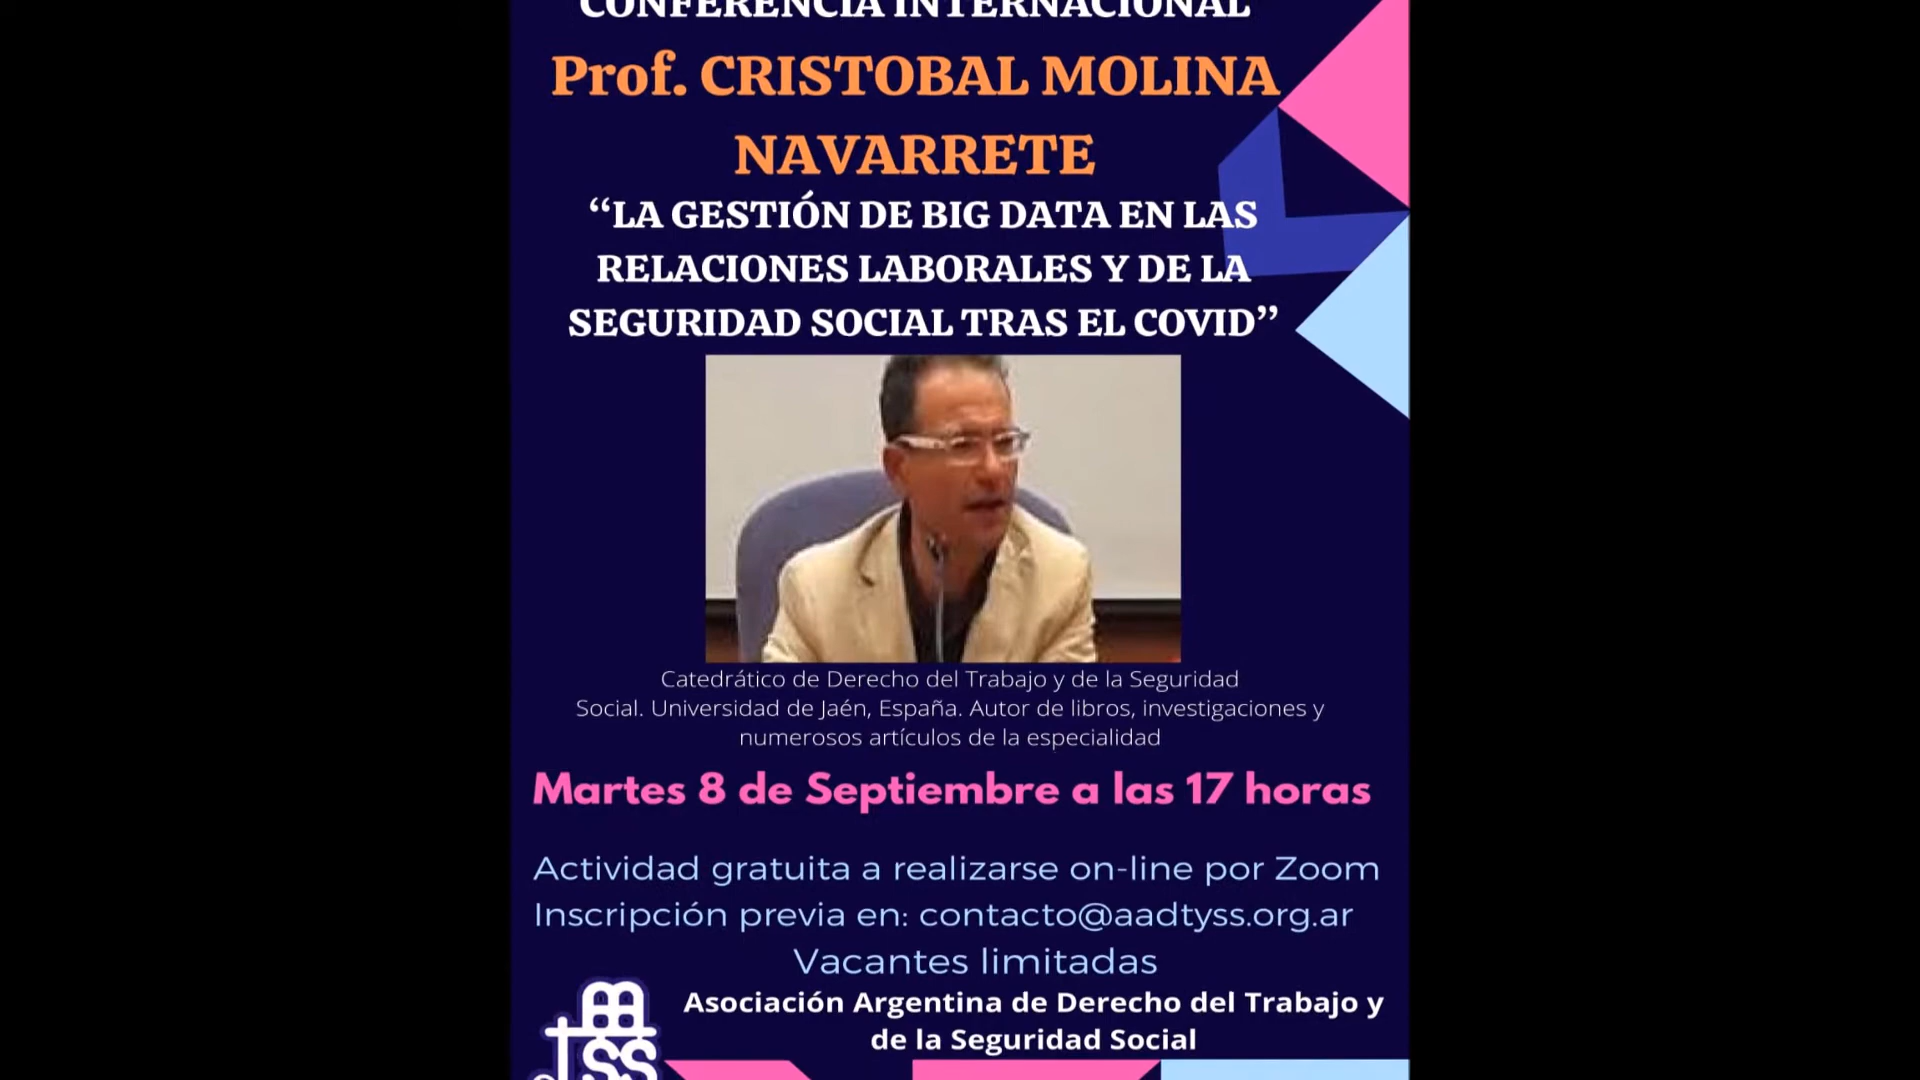 CONFERENCIA INTERNACIONAL
Prof. CRISTOBAL MOLINA
NAVARRETE
“LA GESTIÓN DE BIG DATA EN LAS
RELACIONES LABORALES Y DE LA
SEGURIDAD SOCIAL TRAS EL COVID”
Catedrático de Derecho del Trabajo y de la Seguridad
Social. Universidad de Jaén, España. Autor de libros, investigaciones y
numerosos artículos de la especialidad
Martes 8 de Septiembre a las 17 horas
Actividad gratuita a realizarse on-line por Zoom
Inscripción previa en: contacto@aadtyss.org.ar
Vacantes limitadas
Asociación Argentina de Derecho del Trabajo y
de la Seguridad Social